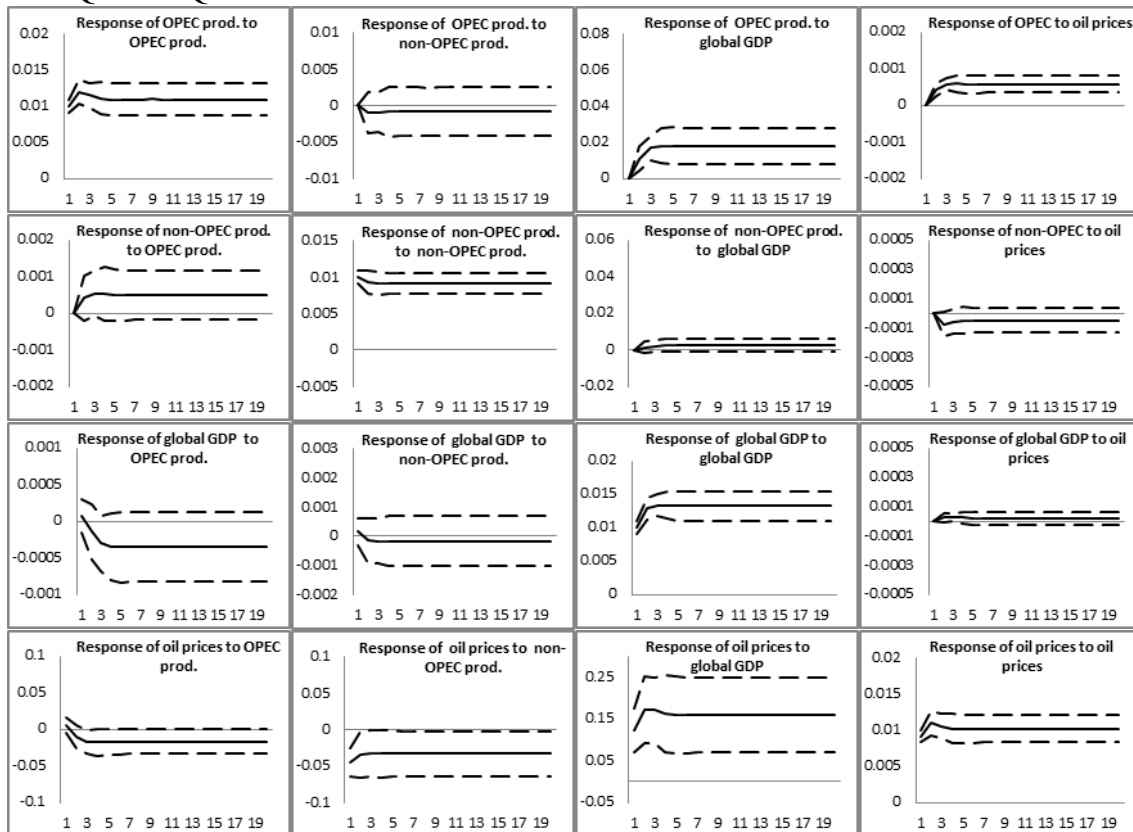 Response of OPEC prod. to
OPEC prod.
0.02
0.015
0.01
0.005
0
1 3 5 7 9 11 13 15 17 19
Response of OPEC prod. to
non-OPEC prod.
0.01
0.005
0
-0.005
-0.01
1 3 5 7 9 11 13 15 17 19
Response of OPEC prod. to
global GDP
0.08
0.06
0.04
0.02
0
1 3 5 7 9 11 13 15 17 19
Response of OPEC to oil prices
0.002
0.001
0
-0.001
-0.002
1 3 5 7 9 11 13 15 17 19
Response of non-OPEC prod.
to OPEC prod.
0.002
0.001
0
-0.001
-0.002
1 3 5 7 9 11 13 15 17 19
Response of non-OPEC prod.
to non-OPEC prod.
0.015
0.01
0.005
0
-0.005
1 3 5 7 9 11 13 15 17 19
Response of non-OPEC prod.
to global GDP
0.06
0.04
0.02
0
-0.02
1 3 5 7 9 11 13 15 17 19
Response of non-OPEC to oil
prices
0.0005
0.0003
0.0001
-0.0001
-0.0003
-0.0005
1 3 5 7 9 11 13 15 17 19
Response of global GDP to
OPEC prod.
0.001
0.0005
0
-0.0005
-0.001
1 3 5 7 9 11 13 15 17 19
Response of global GDP to
non-OPEC prod.
0.003
0.002
0.001
0
-0.001
-0.002
1 3 5 7 9 11 13 15 17 19
Response of global GDP to
global GDP
0.02
0.015
0.01
0.005
0
1 3 5 7 9 11 13 15 17 19
Response of global GDP to oil
prices
0.0005
0.0003
0.0001
-0.0001
-0.0003
-0.0005
1 3 5 7 9 11 13 15 17 19
Response of oil prices to OPEC
prod.
0.1
0.05
0
-0.05
-0.1
1 3 5 7 9 11 13 15 17 19
Response of oil prices to non-
OPEC prod.
0.1
0.05
0
-0.05
-0.1
1 3 5 7 9 11 13 15 17 19
Response of oil prices to
global GDP
0.25
0.15
0.05
-0.05
1 3 5 7 9 11 13 15 17 19
Response of oil prices to oil
prices
0.02
0.015
0.01
0.005
0
1 3 5 7 9 11 13 15 17 19